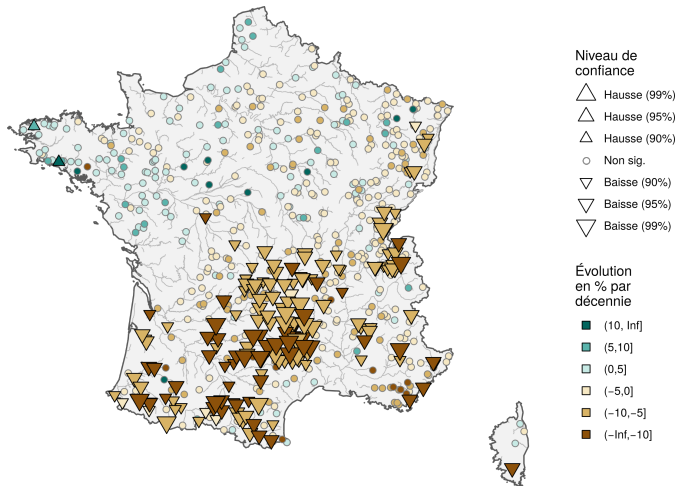 Niveau de
confiance
Hausse (99%)
Hausse (95%)
Hausse (90%)
Non sig.
Baisse (90%)
Baisse (95%)
Baisse (99%)
Évolution
en % par
décennie
(10, Inf]
(5,10]
(0,5]
(−5,0]
(−10,−5]
(−Inf,−10]